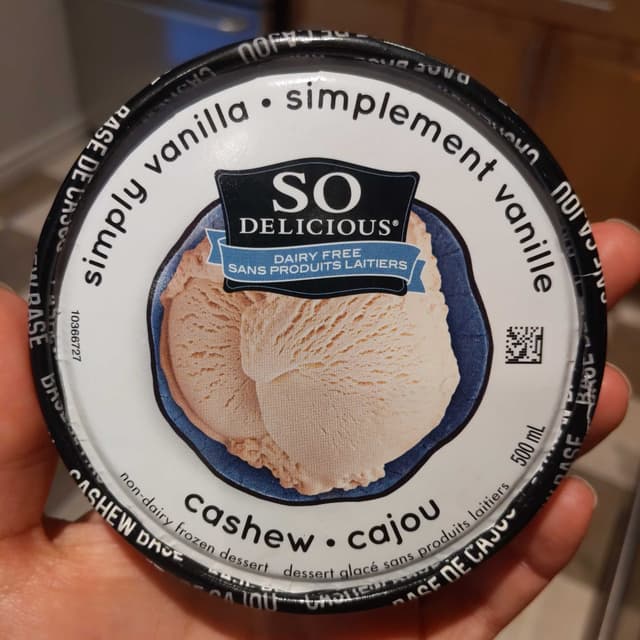 simply vanilla • simplement vanille
SO
DELICIOUS®
DAIRY FREE
SANS PRODUITS LAITIERS
10366727
500 mL
cashew • cajou
non-dairy frozen dessert dessert glacé sans produits laitiers
CASHEW BASE
BASE DE CAJOU